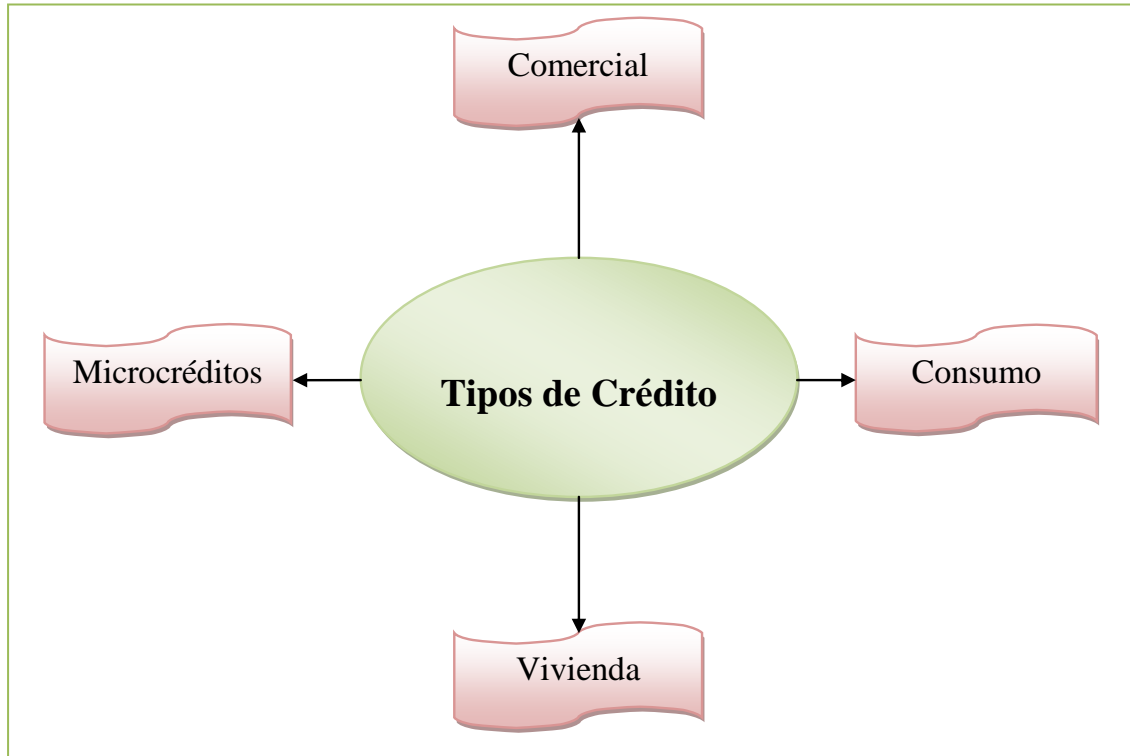 Comercial
Microcréditos
Tipos de Crédito
Consumo
Vivienda